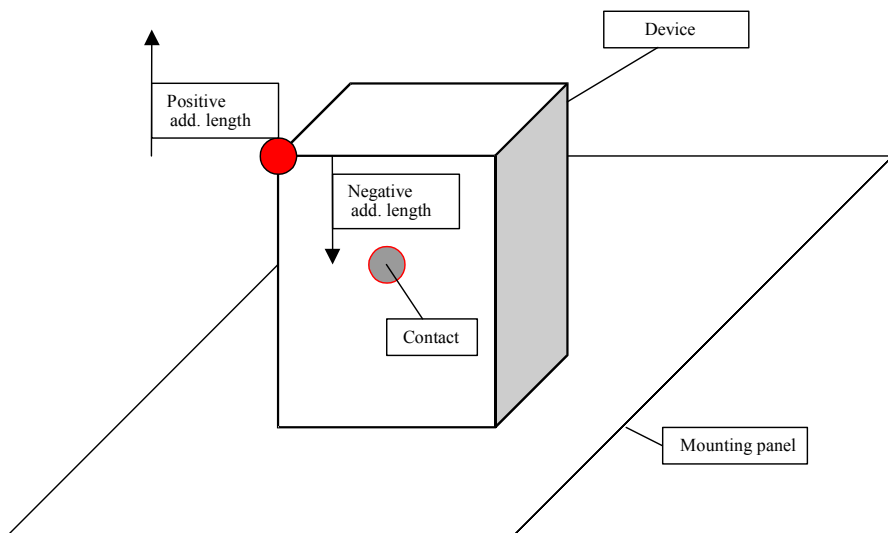 Device
Positive
add. length
Negative
add. length
Contact
Mounting panel